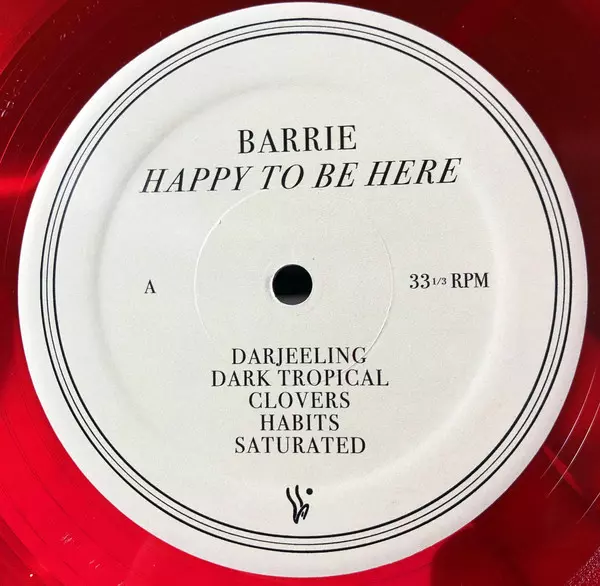 BARRIE
HAPPY TO BE HERE
A
33 1/3 RPM
DARJEELING
DARK TROPICAL
CLOVERS
HABITS
SATURATED